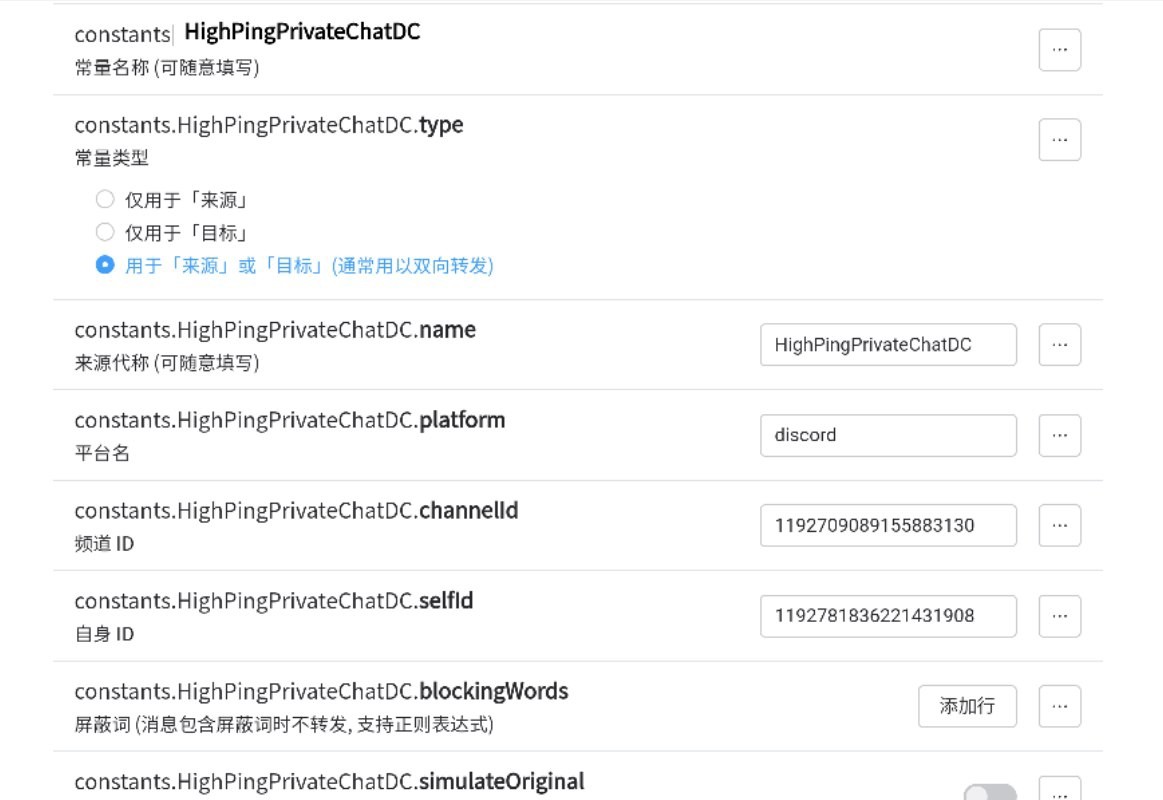 constants HighPingPrivateChatDC
常量名称 (可随意填写)
...
constants.HighPingPrivateChatDC.type
常量类型
...
仅用于「来源」
仅用于「目标」
用于「来源」或「目标」(通常用以双向转发)
constants.HighPingPrivateChatDC.name
来源代称 (可随意填写)
HighPingPrivateChatDC
...
constants.HighPingPrivateChatDC.platform
平台名
discord
...
constants.HighPingPrivateChatDC.channelId
频道 ID
1192709089155883130
...
constants.HighPingPrivateChatDC.selfId
自身 ID
1192781836221431908
...
constants.HighPingPrivateChatDC.blockingWords
屏蔽词 (消息包含屏蔽词时不转发, 支持正则表达式)
添加行
...
constants.HighPingPrivateChatDC.simulateOriginal
...